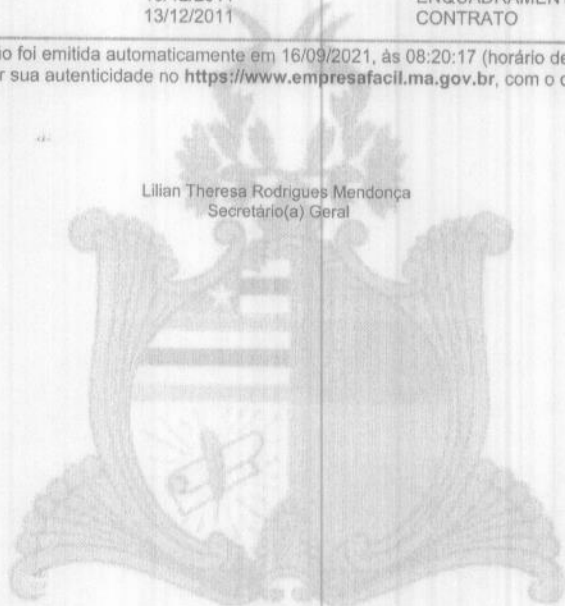 13/12/2011 CONTRATO
foi emitida automaticamente em 16/09/2021, às 08:20:17 (horário de
sua autenticidade no https://www.empresafacil.ma.gov.br, com o
Lilian Theresa Rodrigues Mendonça
Secretário(a) Geral